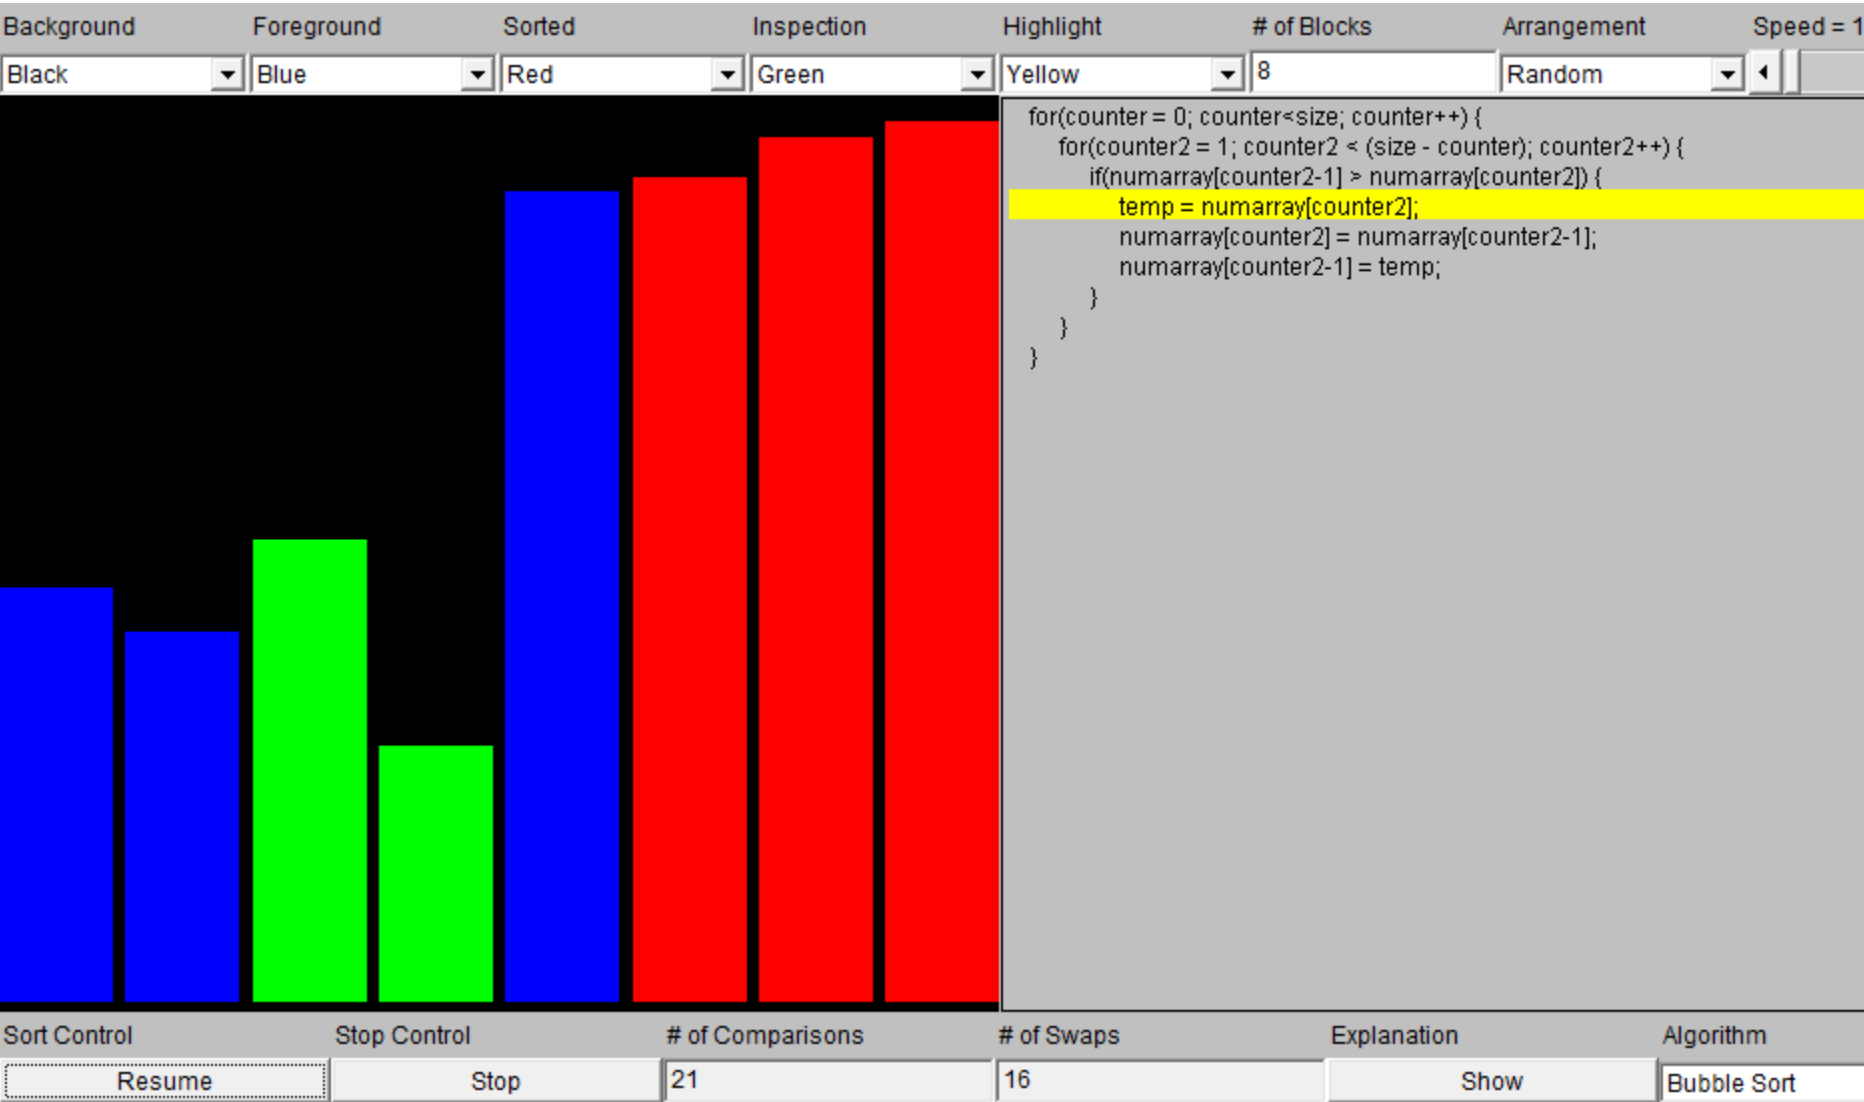 Background Foreground Sorted Inspection Highlight # of Blocks Arrangement Speed = 1
Black Blue Red Green Yellow 8 Random
for(counter = 0; counter<size; counter++) {
for(counter2 = 1; counter2 < (size - counter); counter2++) {
if(numarray[counter2-1] > numarray[counter2]) {
temp = numarray[counter2];
numarray[counter2] = numarray[counter2-1];
numarray[counter2-1] = temp;
}
}
}
Sort Control Stop Control # of Comparisons # of Swaps Explanation Algorithm
Resume Stop 21 16 Show Bubble Sort